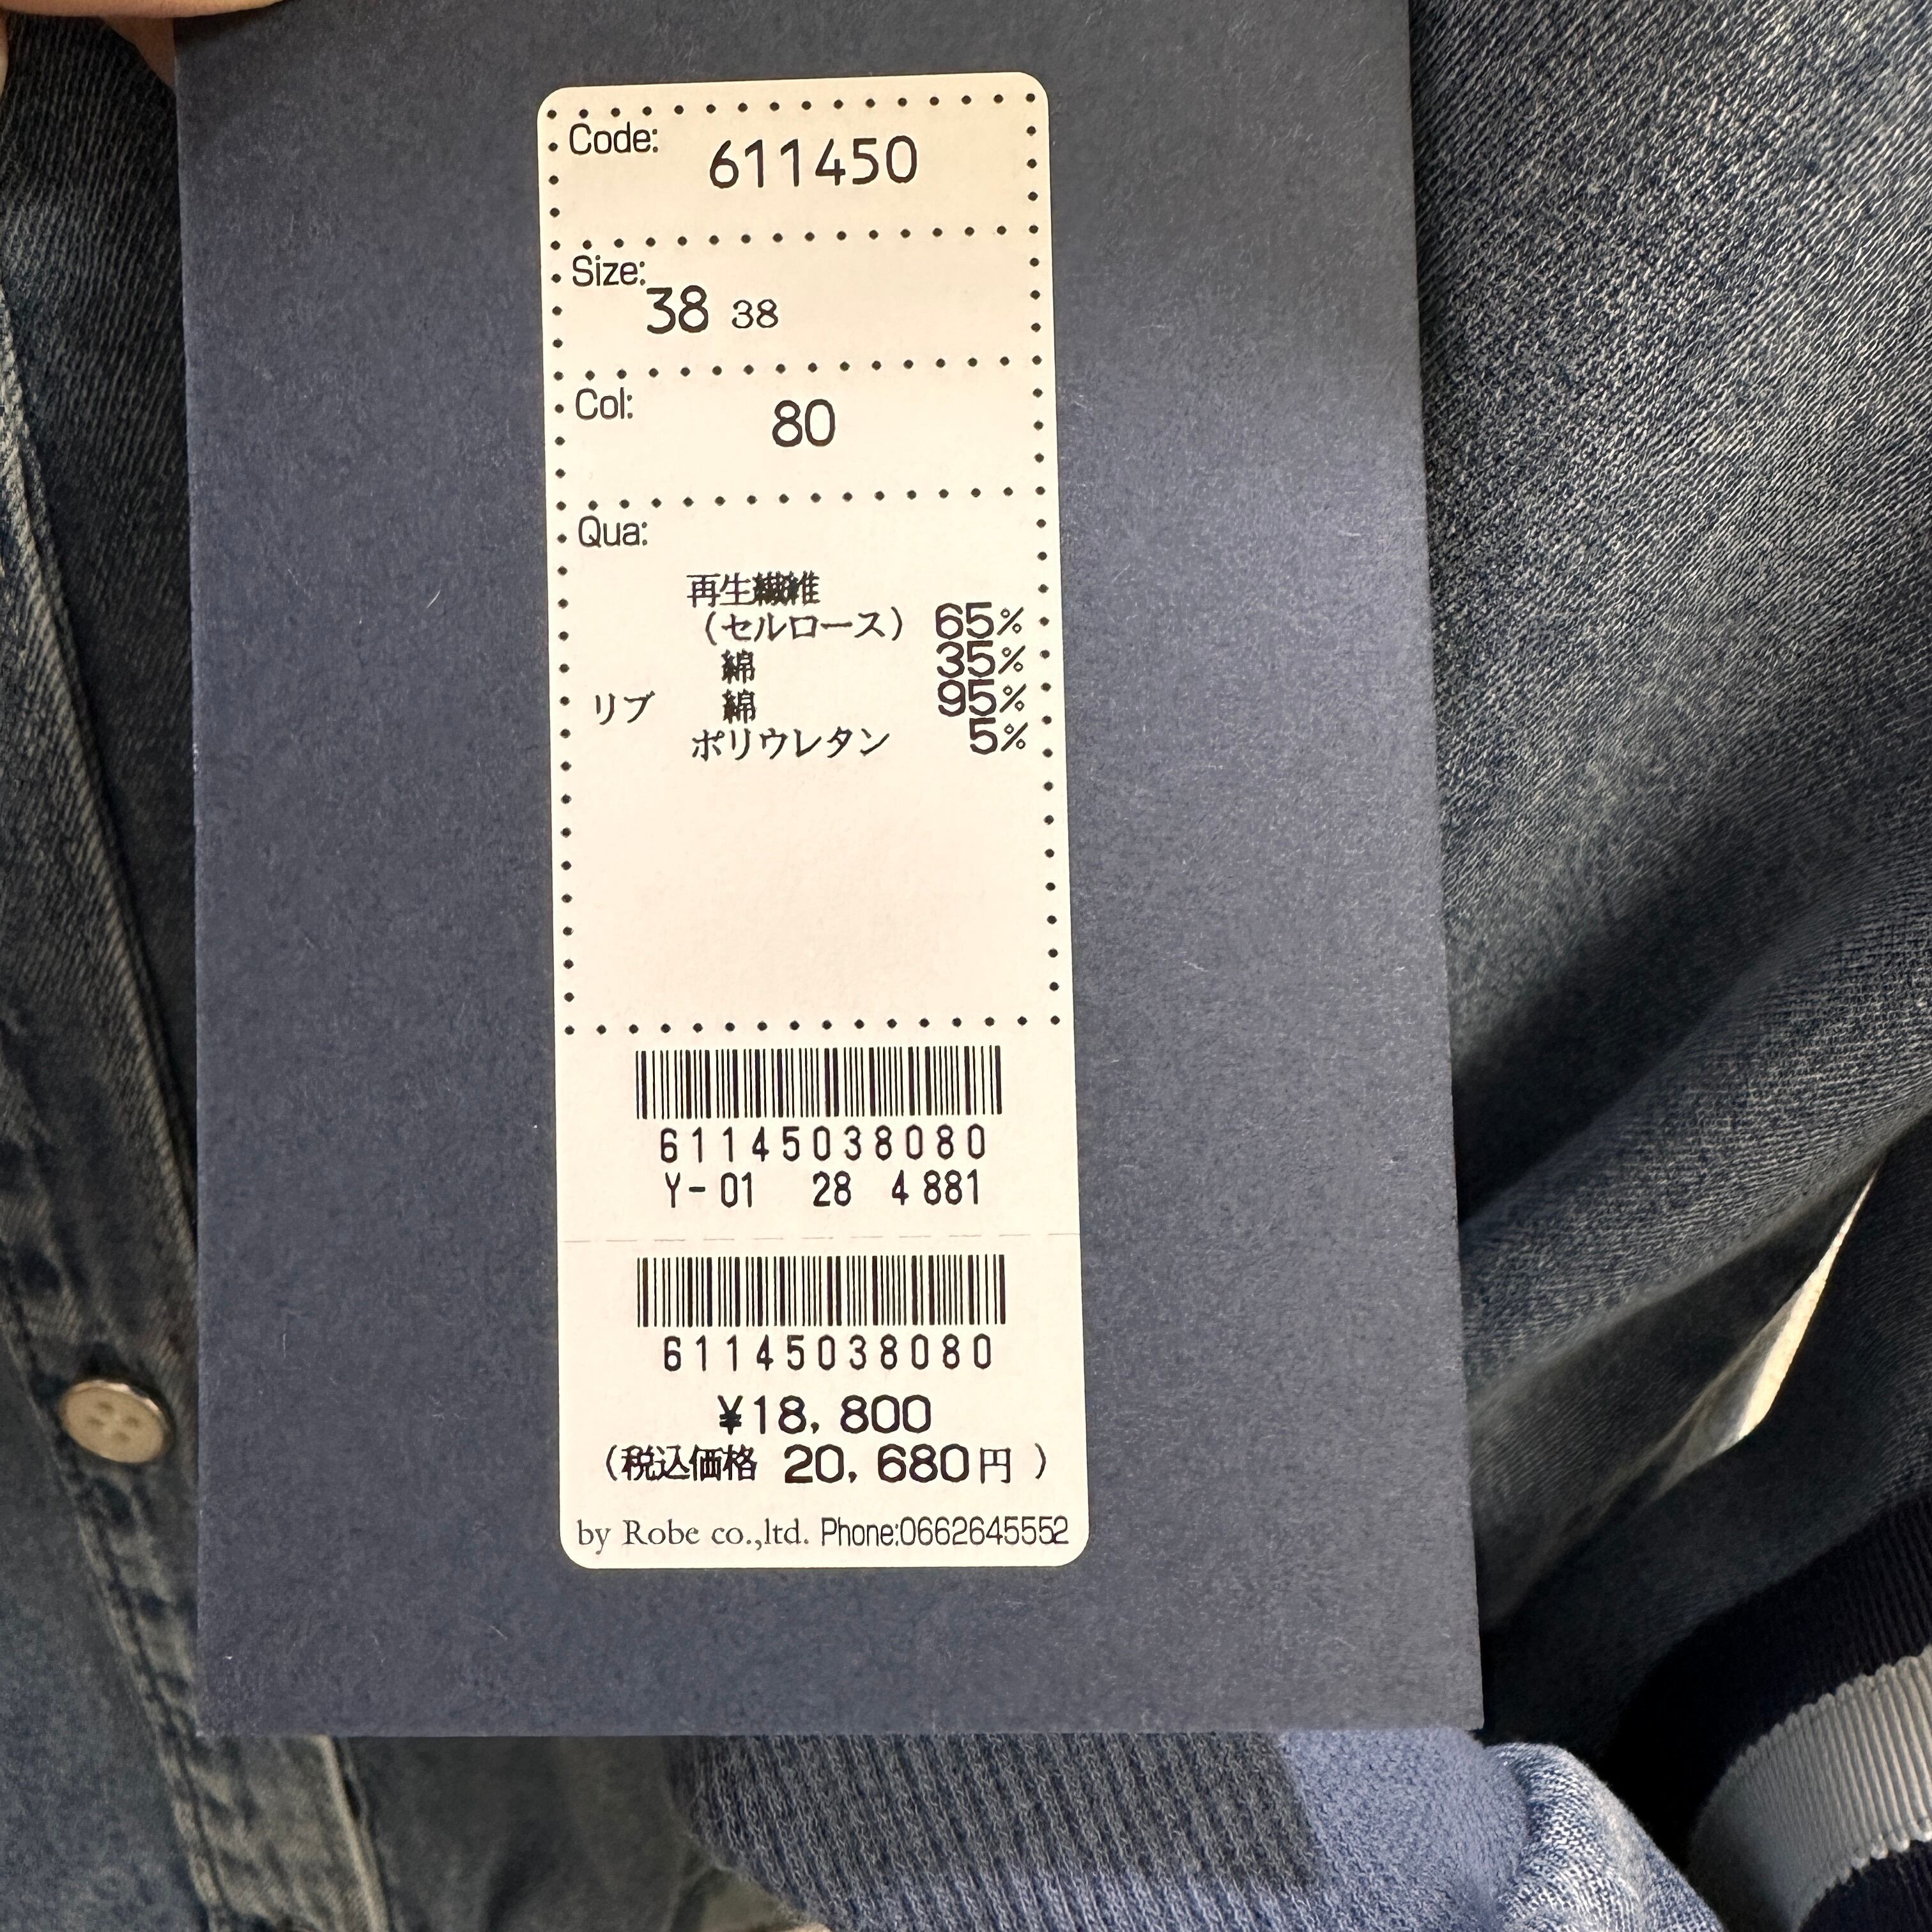 Code: 611450
Size: 38 38
Col: 80
Qua:
再生繊維
(セルロース) 65%
綿 35%
リブ 綿 95%
ポリウレタン 5%
61145038080
Y-01 28 4881
61145038080
¥18,800
(税込価格 20,680円)
by Robe co.,ltd. Phone:0662645552